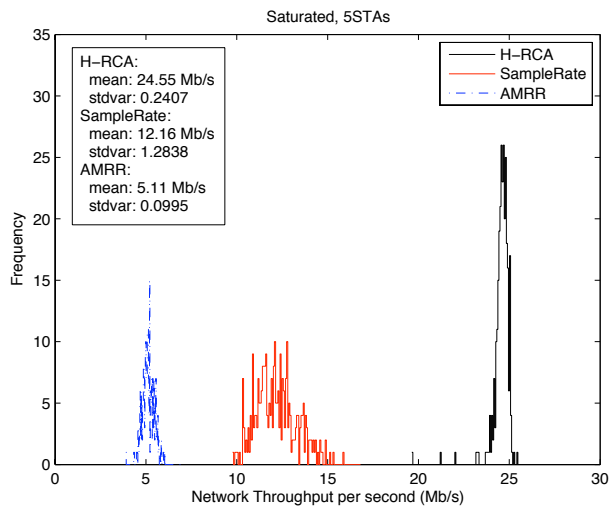 Saturated, 5STAs
H−RCA:
mean: 24.55 Mb/s
stdvar: 0.2407
SampleRate:
mean: 12.16 Mb/s
stdvar: 1.2838
AMRR:
mean: 5.11 Mb/s
stdvar: 0.0995
H−RCA
SampleRate
AMRR
Frequency
35
30
25
20
15
10
5
0
0 5 10 15 20 25 30
Network Throughput per second (Mb/s)